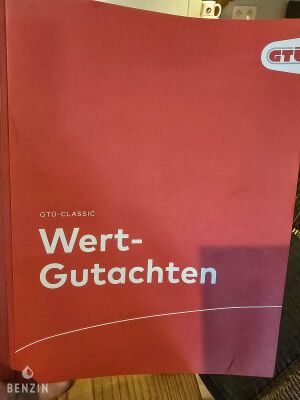 GTÜ
GTÜ-CLASSIC
Wert-
Gutachten
BENZIN